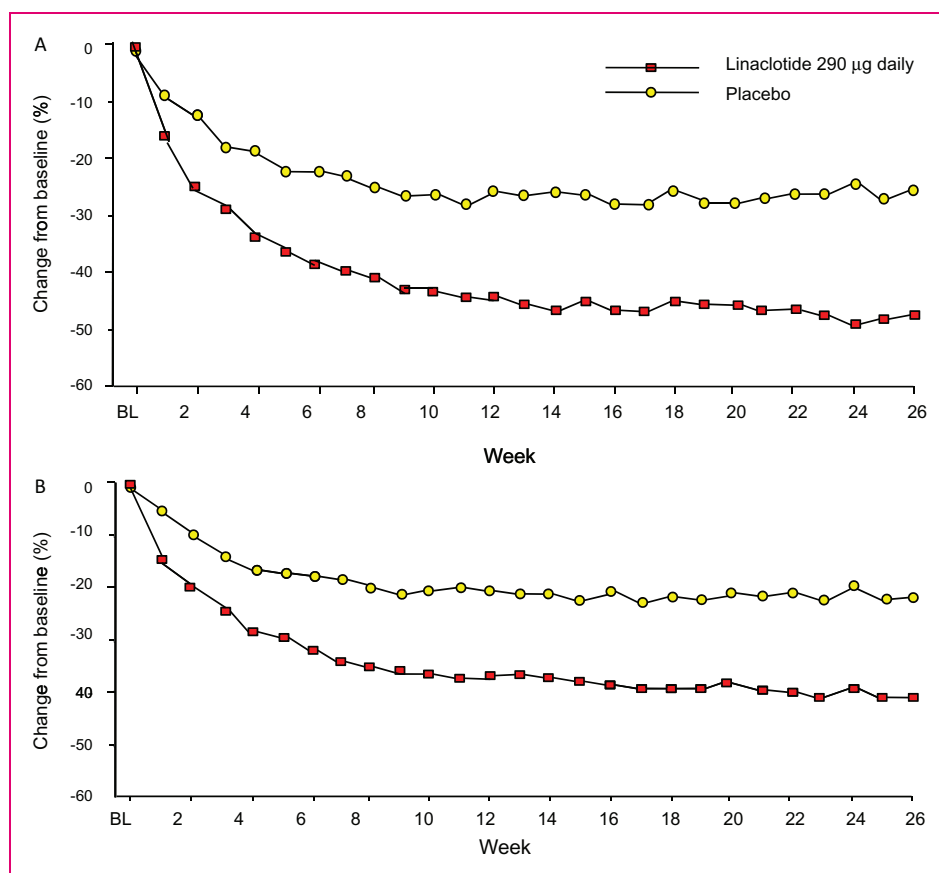 A
Change from baseline (%)
0
-10
-20
-30
-40
-50
-60
Linaclotide 290 µg daily
Placebo
BL 2 4 6 8 10 12 14 16 18 20 22 24 26
Week
B
Change from baseline (%)
0
-10
-20
-30
-40
-50
-60
BL 2 4 6 8 10 12 14 16 18 20 22 24 26
Week